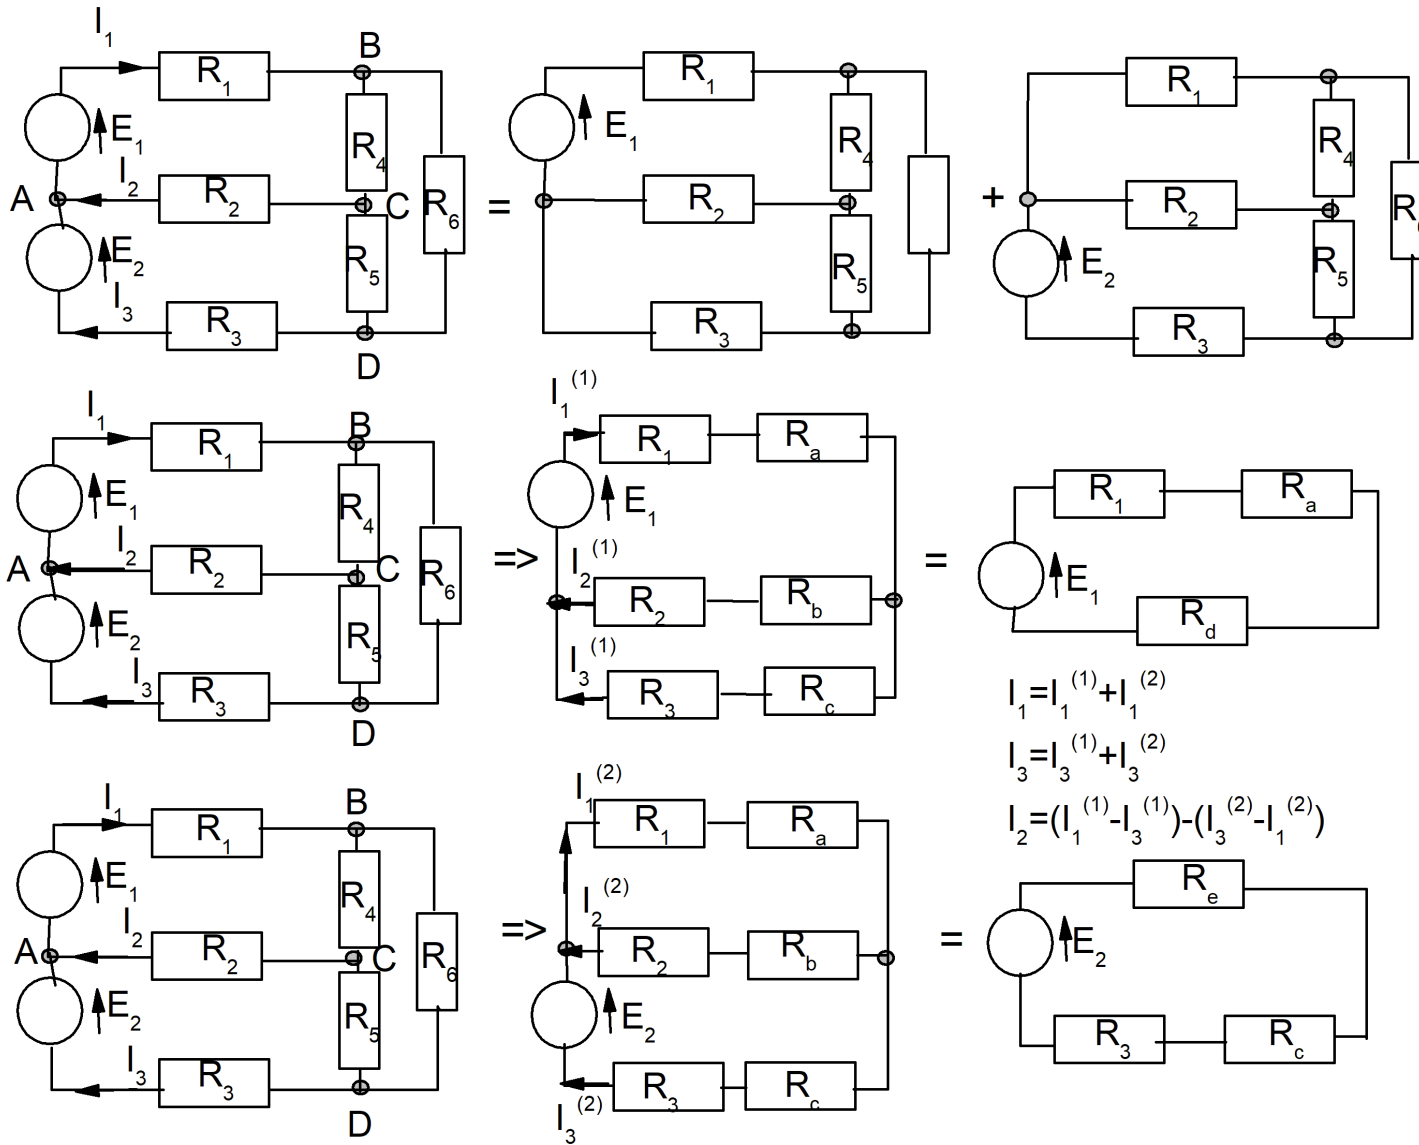 I1 R1 B R1 R1
E1 R4 E1 R4 R4
A I2 R2 C R6 = R2 + R2
E2 R5 R5 E2 R5
I3 R3 R3 R3
D
I1 R1 B I1(1) R1 Ra R1 Ra
E1 R4 E1
A I2 R2 C R6 => I2(1) R2 Rb = E1 Rd
E2 R5
I3 R3 I3(1) R3 Rc
D
I1=I1(1)+I1(2)
I3=I3(1)+I3(2)
I2=(I1(1)-I3(1))-(I3(2)-I1(2))
I1 R1 B I1(2) R1 Ra Re
E1 R4
A I2 R2 C R6 => I2(2) R2 Rb = E2
E2 R5 E2
I3 R3 I3(2) R3 Rc R3 Rc
D